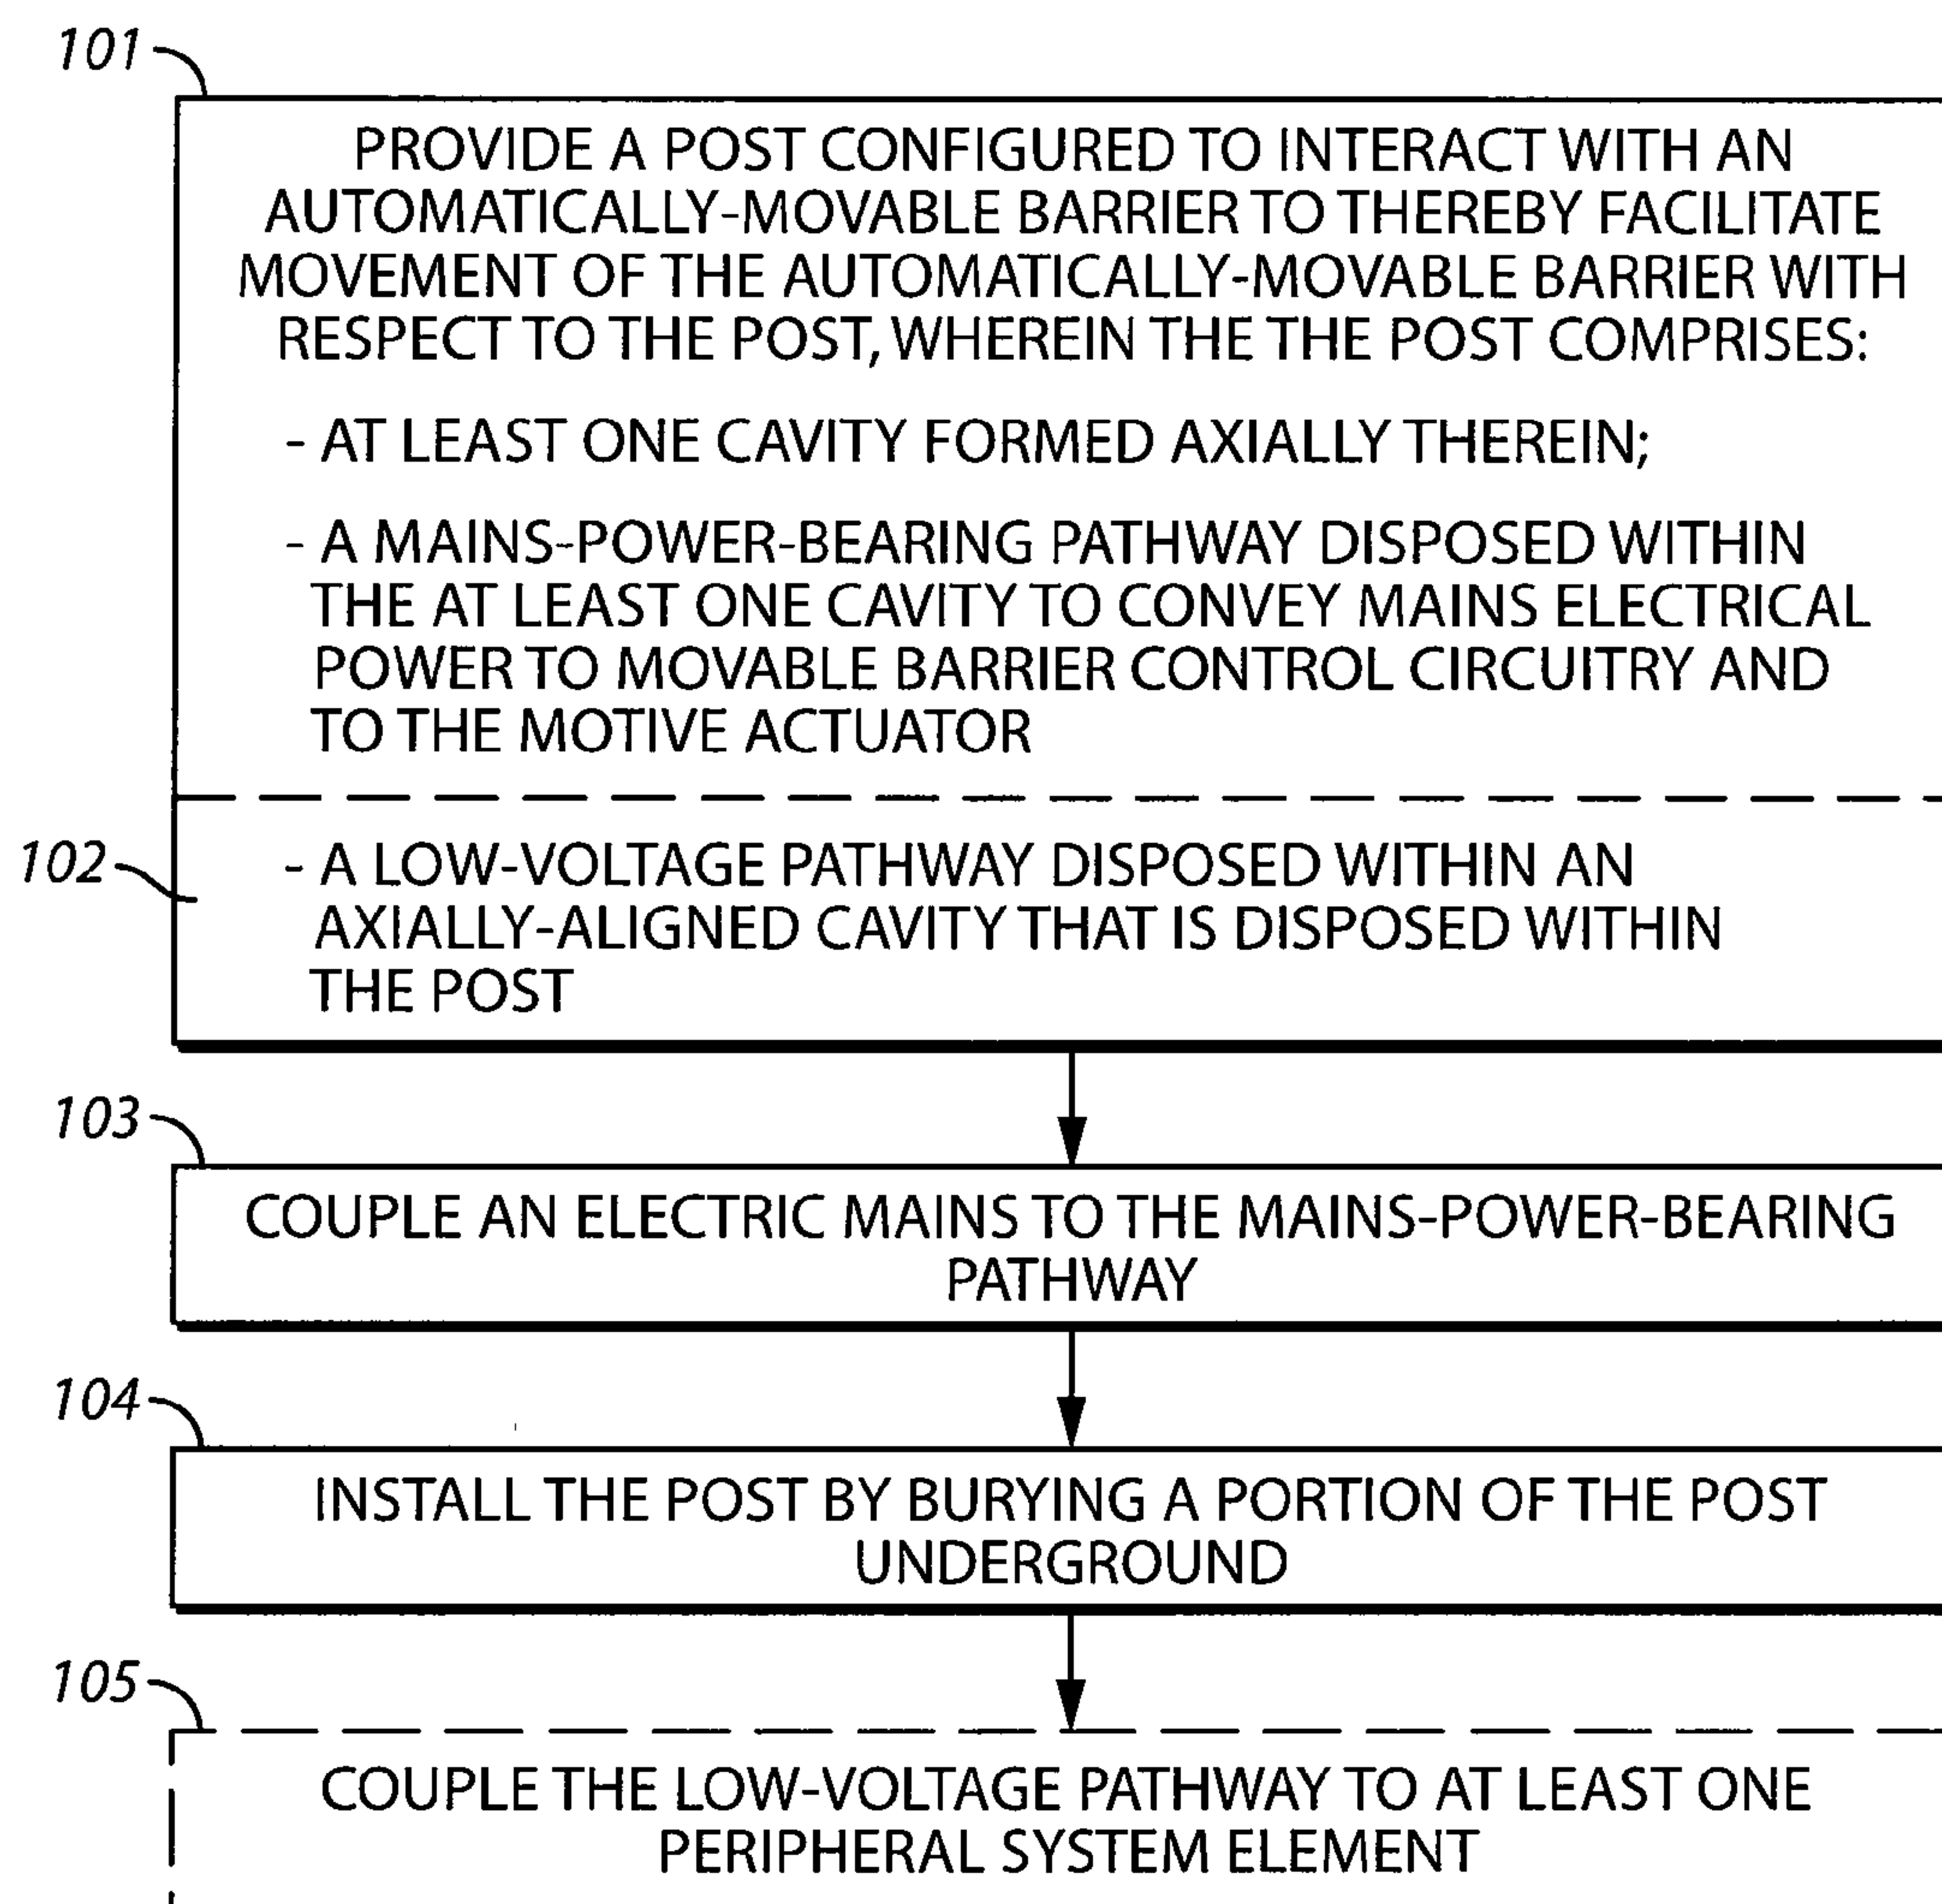 101
PROVIDE A POST CONFIGURED TO INTERACT WITH AN
AUTOMATICALLY-MOVABLE BARRIER TO THEREBY FACILITATE
MOVEMENT OF THE AUTOMATICALLY-MOVABLE BARRIER WITH
RESPECT TO THE POST, WHEREIN THE THE POST COMPRISES:
- AT LEAST ONE CAVITY FORMED AXIALLY THEREIN;
- A MAINS-POWER-BEARING PATHWAY DISPOSED WITHIN
THE AT LEAST ONE CAVITY TO CONVEY MAINS ELECTRICAL
POWER TO MOVABLE BARRIER CONTROL CIRCUITRY AND
TO THE MOTIVE ACTUATOR
102
- A LOW-VOLTAGE PATHWAY DISPOSED WITHIN AN
AXIALLY-ALIGNED CAVITY THAT IS DISPOSED WITHIN
THE POST
103
COUPLE AN ELECTRIC MAINS TO THE MAINS-POWER-BEARING
PATHWAY
104
INSTALL THE POST BY BURYING A PORTION OF THE POST
UNDERGROUND
105
COUPLE THE LOW-VOLTAGE PATHWAY TO AT LEAST ONE
PERIPHERAL SYSTEM ELEMENT